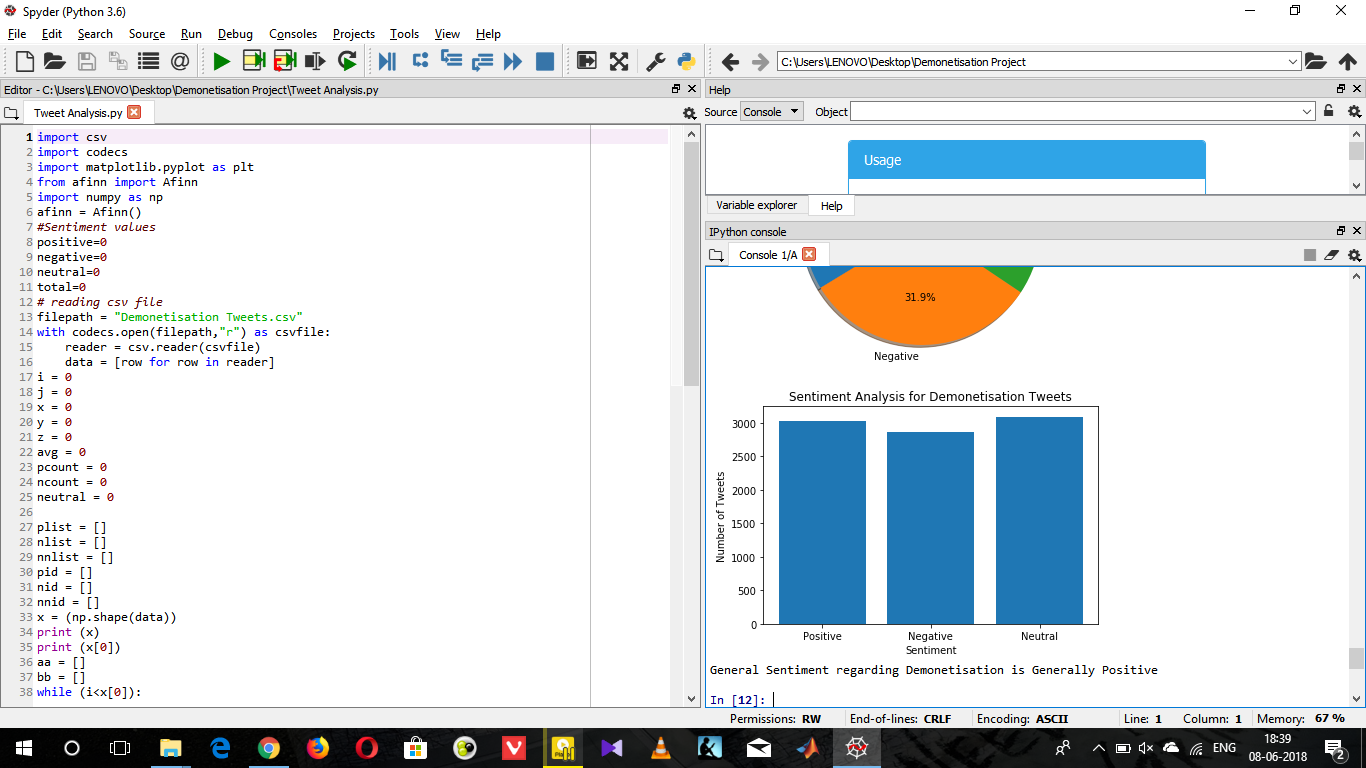 Spyder (Python 3.6)
File Edit Search Source Run Debug Consoles Projects Tools View Help
C:\Users\LENOVO\Desktop\Demonetisation Project
Editor - C:\Users\LENOVO\Desktop\Demonetisation Project\Tweet Analysis.py
Tweet Analysis.py
1 import csv
2 import codecs
3 import matplotlib.pyplot as plt
4 from afinn import Afinn
5 import numpy as np
6 afinn = Afinn()
7 #Sentiment values
8 positive=0
9 negative=0
10 neutral=0
11 total=0
12 # reading csv file
13 filepath = "Demonetisation Tweets.csv"
14 with codecs.open(filepath,"r") as csvfile:
15     reader = csv.reader(csvfile)
16     data = [row for row in reader]
17 i = 0
18 j = 0
19 x = 0
20 y = 0
21 z = 0
22 avg = 0
23 pcount = 0
24 ncount = 0
25 neutral = 0
26
27 plist = []
28 nlist = []
29 nnlist = []
30 pid = []
31 nid = []
32 nnid = []
33 x = (np.shape(data))
34 print (x)
35 print (x[0])
36 aa = []
37 bb = []
38 while (i<x[0]):
Help
Source Console Object
Usage
Variable explorer Help
IPython console
Console 1/A
31.9%
Negative
Sentiment Analysis for Demonetisation Tweets
3000
2500
2000
1500
1000
500
0
Number of Tweets
Positive Negative Neutral
Sentiment
General Sentiment regarding Demonetisation is Generally Positive
In [12]:
Permissions: RW End-of-lines: CRLF Encoding: ASCII Line: 1 Column: 1 Memory: 67 %
ENG
18:39
08-06-2018
2